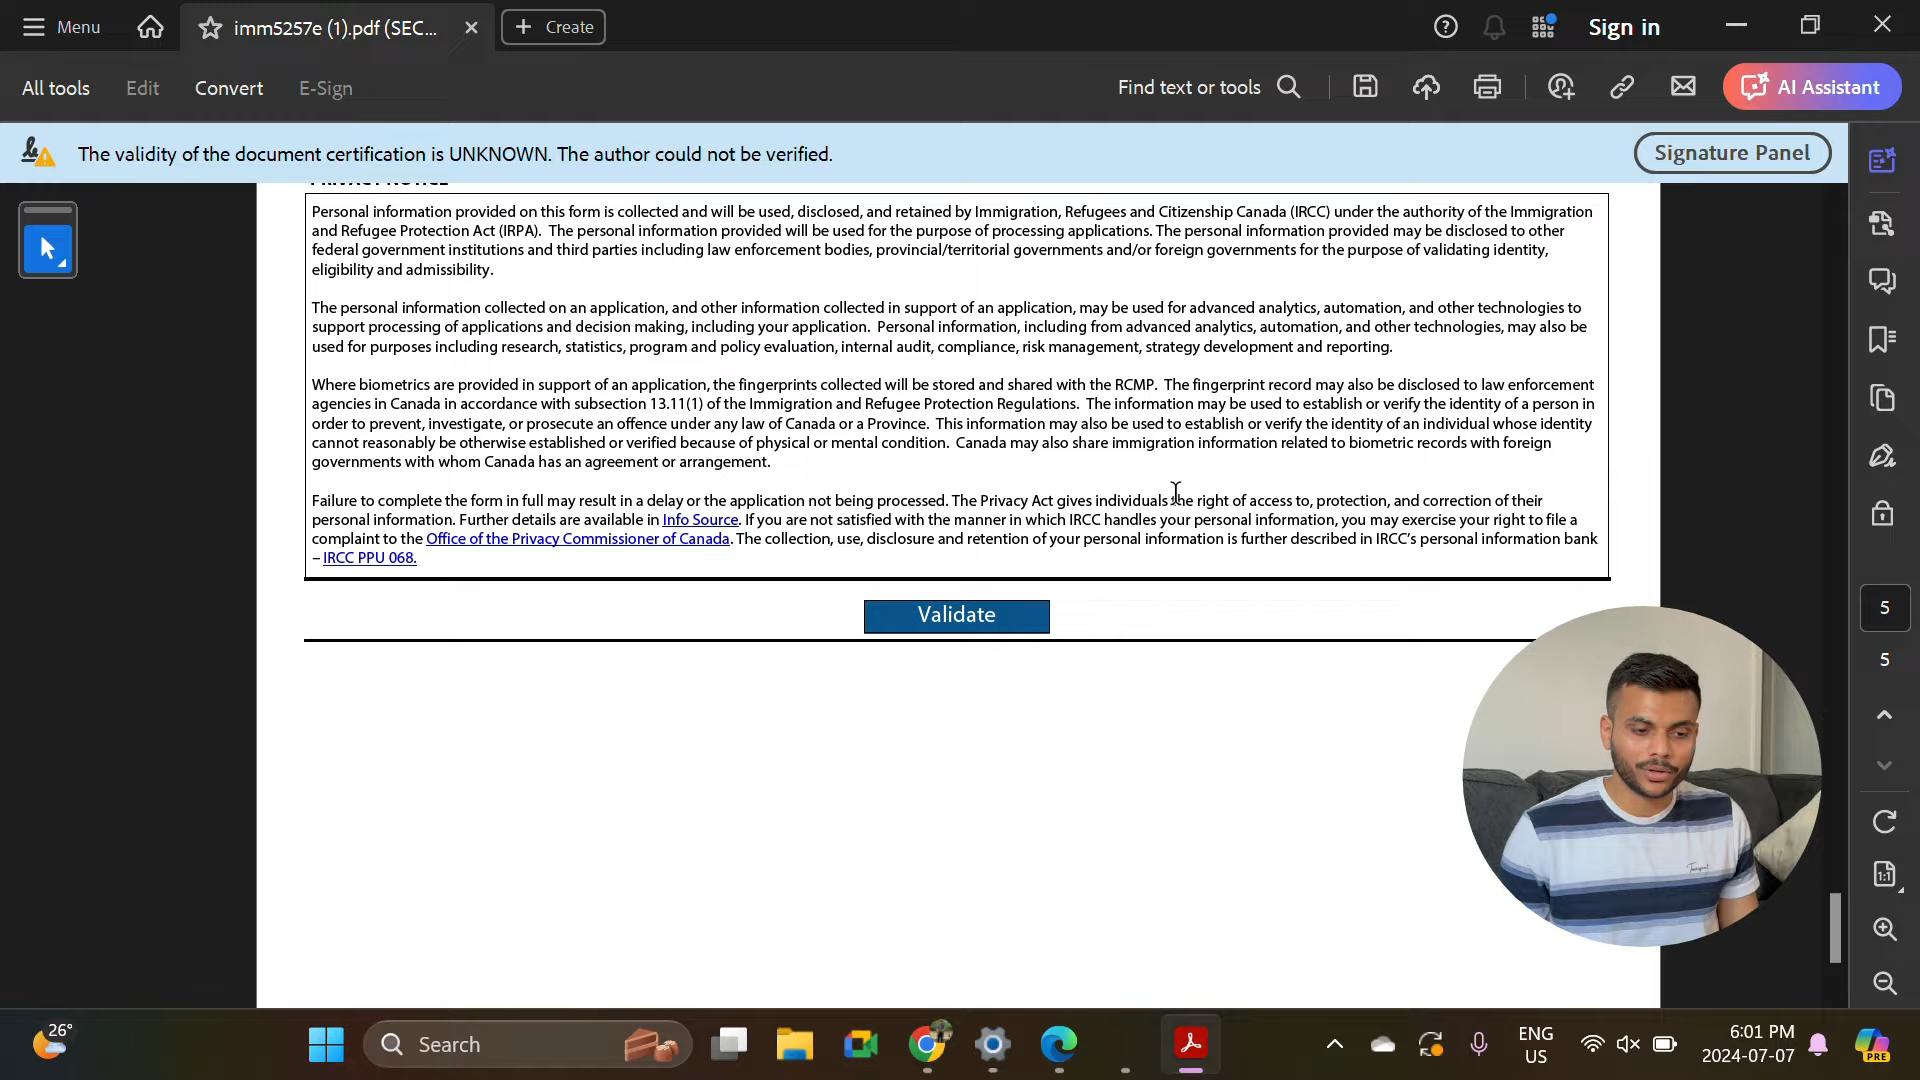 Menu
imm5257e (1).pdf (SEC...
Create
Sign in
All tools
Edit
Convert
E-Sign
Find text or tools
AI Assistant
The validity of the document certification is UNKNOWN. The author could not be verified.
Signature Panel
PRIVACY NOTICE
Personal information provided on this form is collected and will be used, disclosed, and retained by Immigration, Refugees and Citizenship Canada (IRCC) under the authority of the Immigration
and Refugee Protection Act (IRPA). The personal information provided will be used for the purpose of processing applications. The personal information provided may be disclosed to other
federal government institutions and third parties including law enforcement bodies, provincial/territorial governments and/or foreign governments for the purpose of validating identity,
eligibility and admissibility.
The personal information collected on an application, and other information collected in support of an application, may be used for advanced analytics, automation, and other technologies to
support processing of applications and decision making, including your application. Personal information, including from advanced analytics, automation, and other technologies, may also be
used for purposes including research, statistics, program and policy evaluation, internal audit, compliance, risk management, strategy development and reporting.
Where biometrics are provided in support of an application, the fingerprints collected will be stored and shared with the RCMP. The fingerprint record may also be disclosed to law enforcement
agencies in Canada in accordance with subsection 13.11(1) of the Immigration and Refugee Protection Regulations. The information may be used to establish or verify the identity of a person in
order to prevent, investigate, or prosecute an offence under any law of Canada or a Province. This information may also be used to establish or verify the identity of an individual whose identity
cannot reasonably be otherwise established or verified because of physical or mental condition. Canada may also share immigration information related to biometric records with foreign
governments with whom Canada has an agreement or arrangement.
Failure to complete the form in full may result in a delay or the application not being processed. The Privacy Act gives individuals the right of access to, protection, and correction of their
personal information. Further details are available in Info Source. If you are not satisfied with the manner in which IRCC handles your personal information, you may exercise your right to file a
complaint to the Office of the Privacy Commissioner of Canada. The collection, use, disclosure and retention of your personal information is further described in IRCC's personal information bank
– IRCC PPU 068.
Validate
5
5
1:1
26°
Search
ENG
US
6:01 PM
2024-07-07
PRE